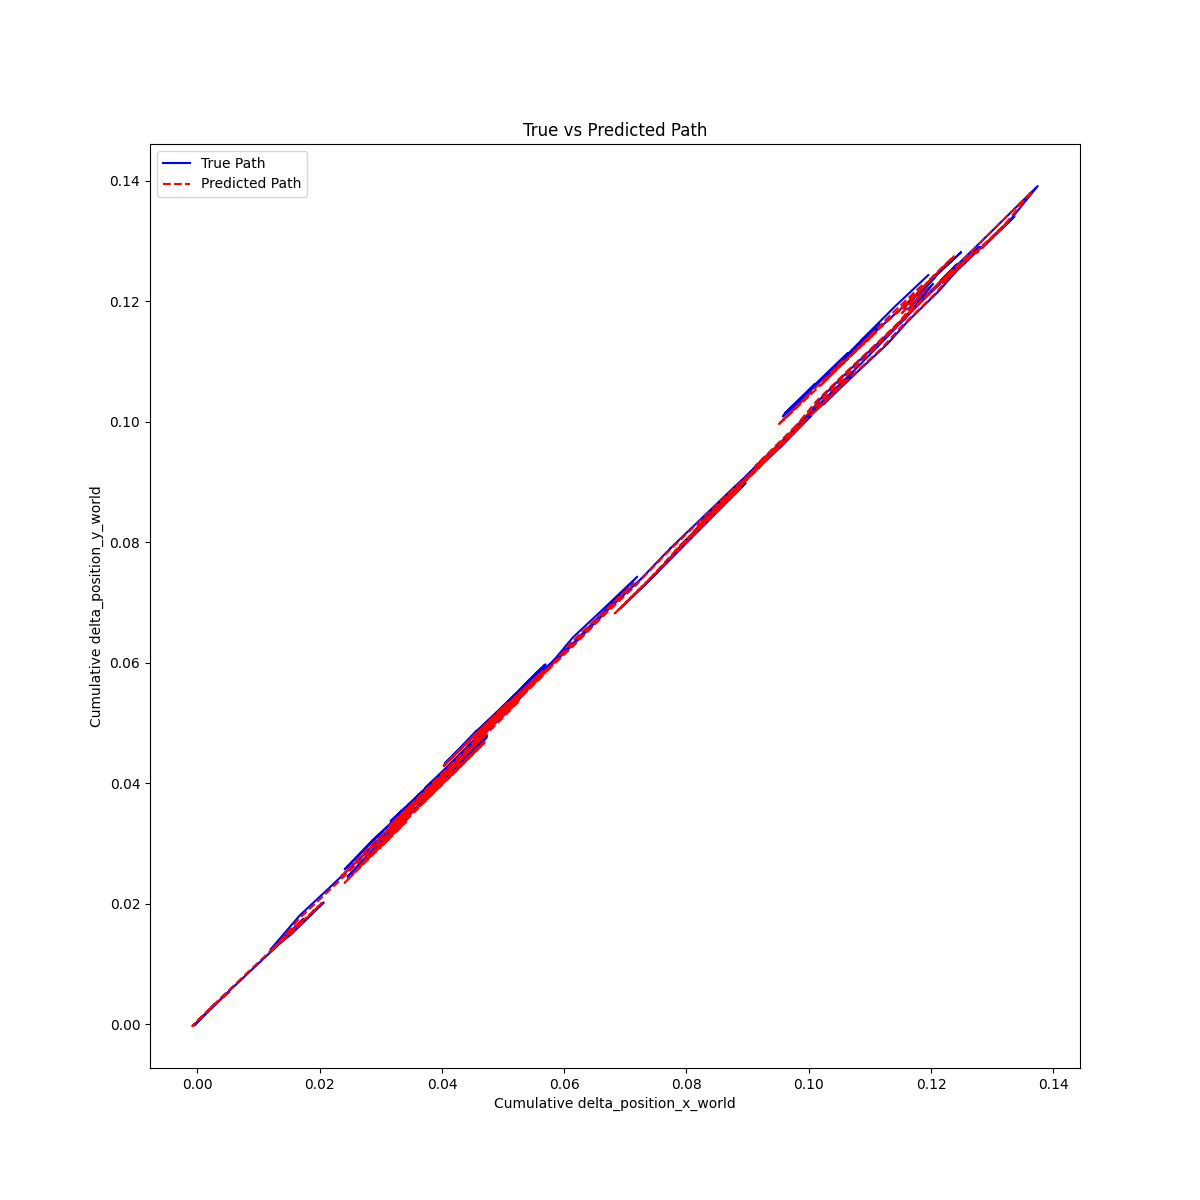 True vs Predicted Path
True Path
Predicted Path
0.14
0.12
0.10
0.08
0.06
0.04
0.02
0.00
Cumulative delta_position_y_world
0.00 0.02 0.04 0.06 0.08 0.10 0.12 0.14
Cumulative delta_position_x_world